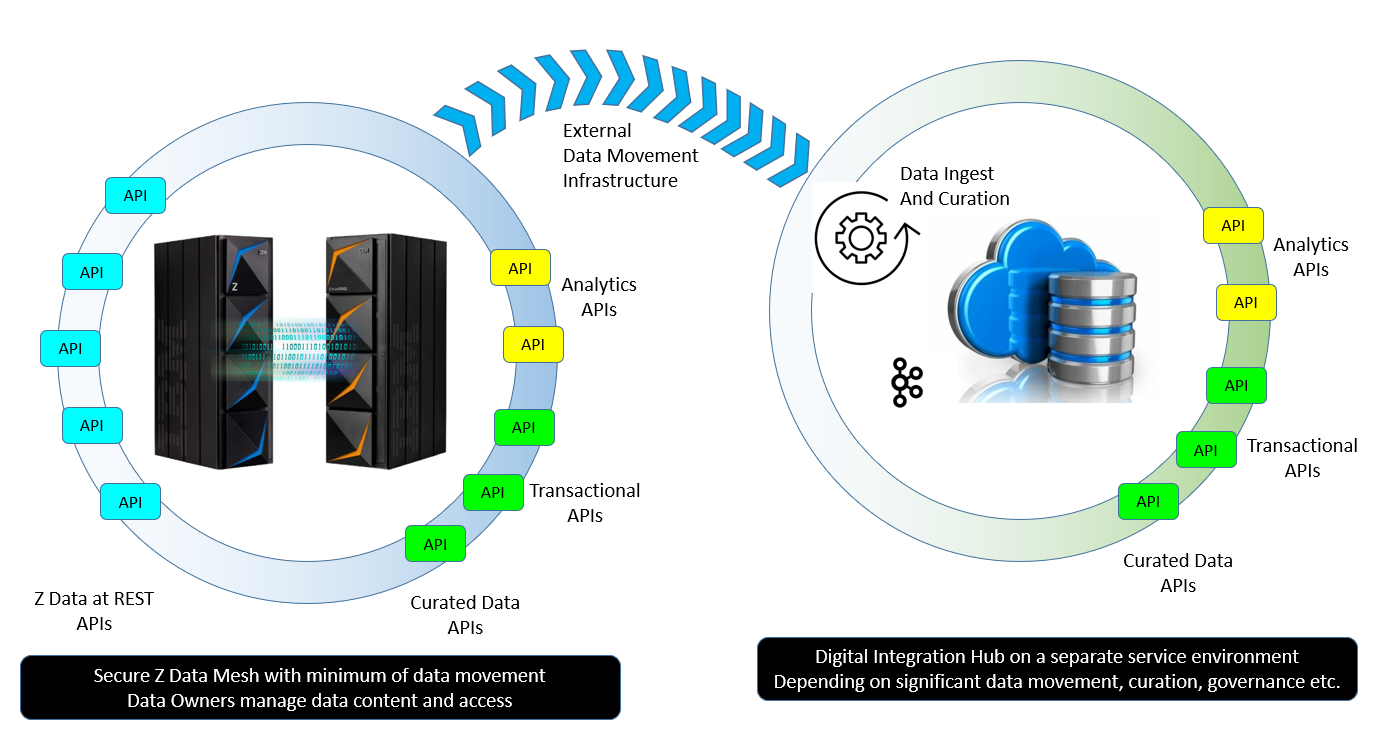 External
Data Movement
Infrastructure
API
API
API
API
API
Z
API
API
Analytics
APIs
API
API
API
Transactional
APIs
Z Data at REST
APIs
Curated Data
APIs
Secure Z Data Mesh with minimum of data movement
Data Owners manage data content and access
Data Ingest
And Curation
API
API
Analytics
APIs
API
API
API
Transactional
APIs
Curated Data
APIs
Digital Integration Hub on a separate service environment
Depending on significant data movement, curation, governance etc.